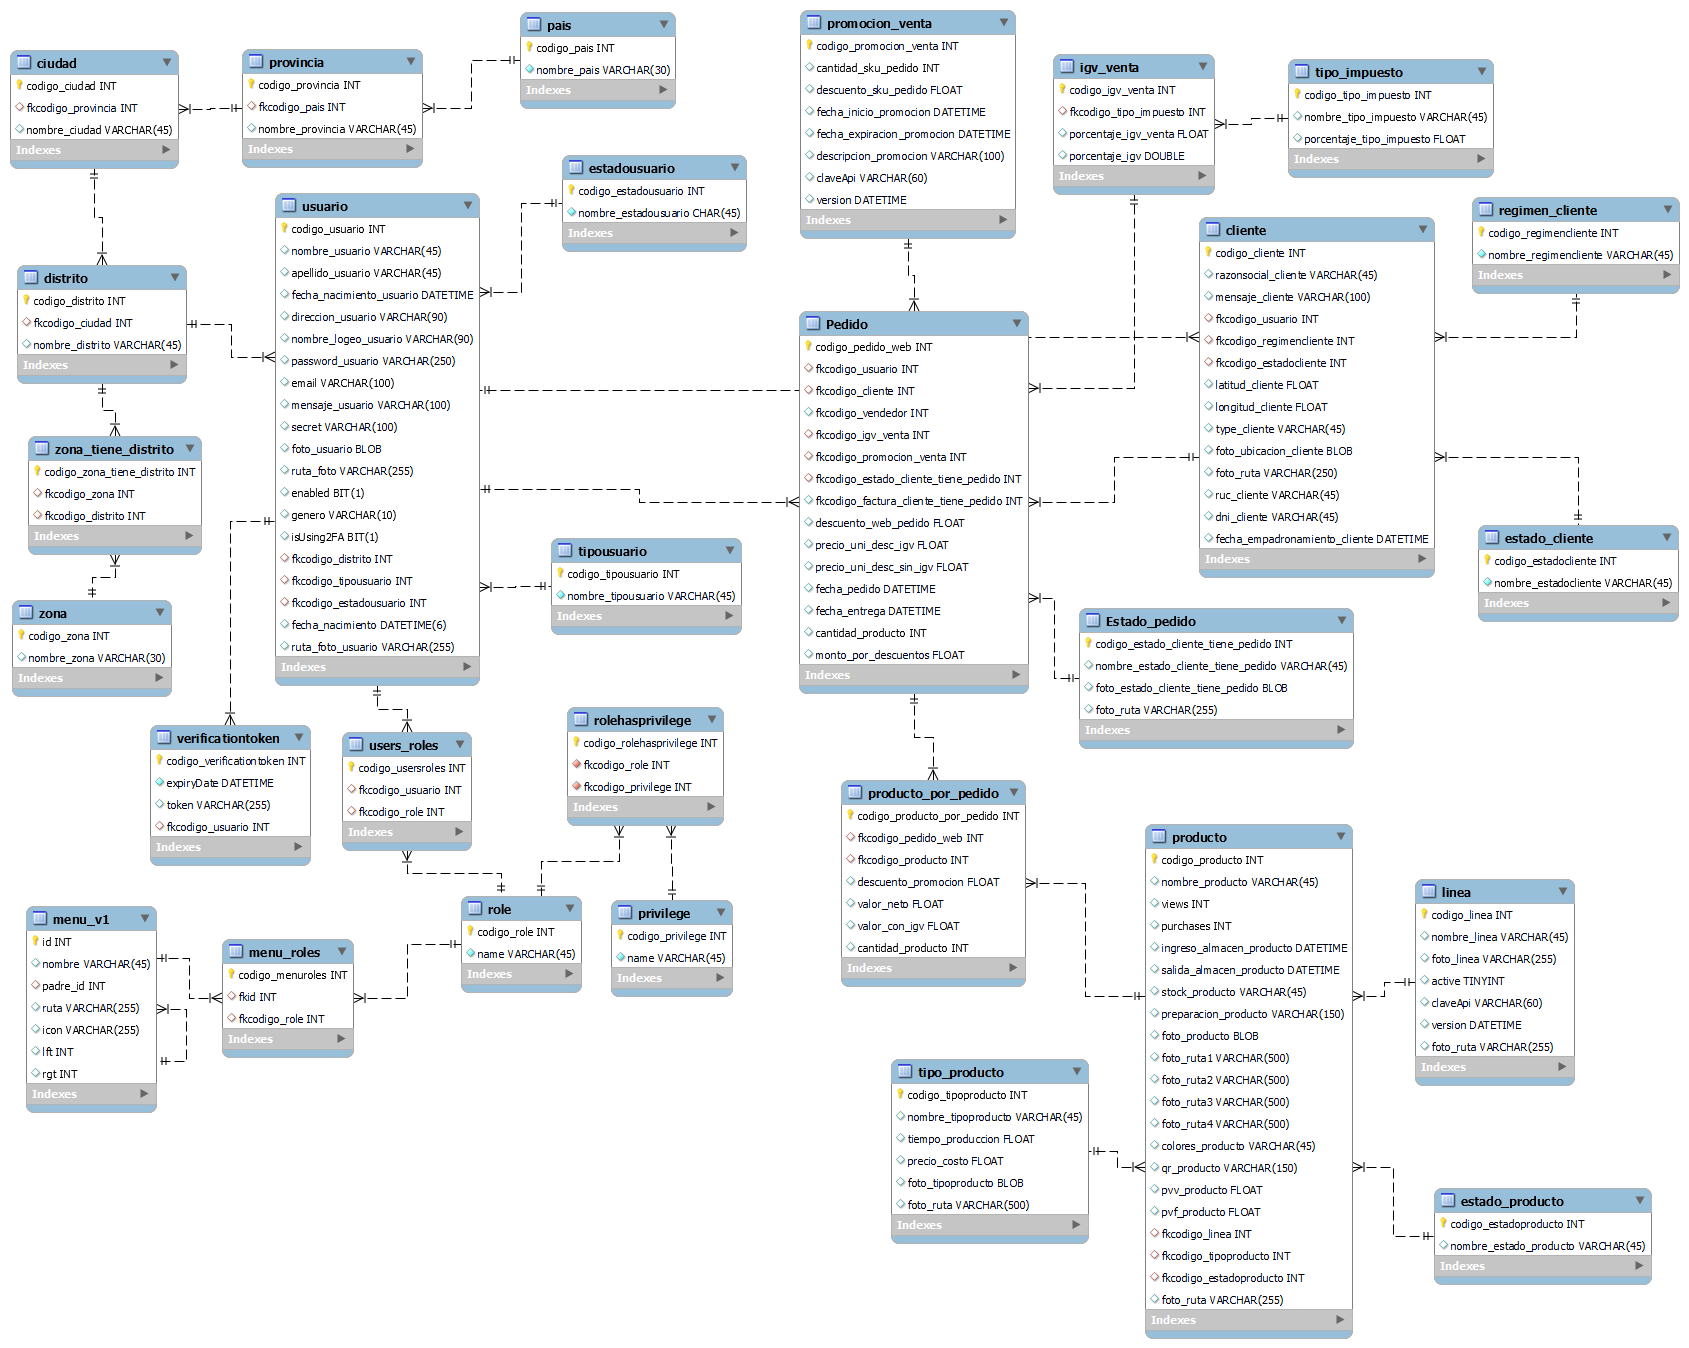 ciudad
codigo_ciudad INT
fkcodigo_provincia INT
nombre_ciudad VARCHAR(45)
Indexes
provincia
codigo_provincia INT
fkcodigo_pais INT
nombre_provincia VARCHAR(45)
Indexes
pais
codigo_pais INT
nombre_pais VARCHAR(30)
Indexes
promocion_venta
codigo_promocion_venta INT
cantidad_sku_pedido INT
descuento_sku_pedido FLOAT
fecha_inicio_promocion DATETIME
fecha_expiracion_promocion DATETIME
descripcion_promocion VARCHAR(100)
claveApi VARCHAR(60)
version DATETIME
Indexes
igv_venta
codigo_igv_venta INT
fkcodigo_tipo_impuesto INT
porcentaje_igv_venta FLOAT
porcentaje_igv DOUBLE
Indexes
tipo_impuesto
codigo_tipo_impuesto INT
nombre_tipo_impuesto VARCHAR(45)
porcentaje_tipo_impuesto FLOAT
Indexes
estadousuario
codigo_estadousuario INT
nombre_estadousuario CHAR(45)
Indexes
usuario
codigo_usuario INT
nombre_usuario VARCHAR(45)
apellido_usuario VARCHAR(45)
fecha_nacimiento_usuario DATETIME
direccion_usuario VARCHAR(90)
nombre_logeo_usuario VARCHAR(90)
password_usuario VARCHAR(250)
email VARCHAR(100)
mensaje_usuario VARCHAR(100)
secret VARCHAR(100)
foto_usuario BLOB
ruta_foto VARCHAR(255)
enabled BIT(1)
genero VARCHAR(10)
isUsing2FA BIT(1)
fkcodigo_distrito INT
fkcodigo_tipousuario INT
fkcodigo_estadousuario INT
fecha_nacimiento DATETIME(6)
ruta_foto_usuario VARCHAR(255)
Indexes
cliente
codigo_cliente INT
razonsocial_cliente VARCHAR(45)
mensaje_cliente VARCHAR(100)
fkcodigo_usuario INT
fkcodigo_regimencliente INT
fkcodigo_estadocliente INT
latitud_cliente FLOAT
longitud_cliente FLOAT
type_cliente VARCHAR(45)
foto_ubicacion_cliente BLOB
foto_ruta VARCHAR(250)
ruc_cliente VARCHAR(45)
dni_cliente VARCHAR(45)
fecha_empadronamiento_cliente DATETIME
Indexes
regimen_cliente
codigo_regimencliente INT
nombre_regimencliente VARCHAR(45)
Indexes
distrito
codigo_distrito INT
fkcodigo_ciudad INT
nombre_distrito VARCHAR(45)
Indexes
Pedido
codigo_pedido_web INT
fkcodigo_usuario INT
fkcodigo_cliente INT
fkcodigo_vendedor INT
fkcodigo_igv_venta INT
fkcodigo_promocion_venta INT
fkcodigo_estado_cliente_tiene_pedido INT
fkcodigo_factura_cliente_tiene_pedido INT
descuento_web_pedido FLOAT
precio_uni_desc_igv FLOAT
precio_uni_desc_sin_igv FLOAT
fecha_pedido DATETIME
fecha_entrega DATETIME
cantidad_producto INT
monto_por_descuentos FLOAT
Indexes
zona_tiene_distrito
codigo_zona_tiene_distrito INT
fkcodigo_zona INT
fkcodigo_distrito INT
Indexes
estado_cliente
codigo_estadocliente INT
nombre_estadocliente VARCHAR(45)
Indexes
tipousuario
codigo_tipousuario INT
nombre_tipousuario VARCHAR(45)
Indexes
zona
codigo_zona INT
nombre_zona VARCHAR(30)
Indexes
Estado_pedido
codigo_estado_cliente_tiene_pedido INT
nombre_estado_cliente_tiene_pedido VARCHAR(45)
foto_estado_cliente_tiene_pedido BLOB
foto_ruta VARCHAR(255)
Indexes
verificationtoken
codigo_verificationtoken INT
expiryDate DATETIME
token VARCHAR(255)
fkcodigo_usuario INT
Indexes
users_roles
codigo_usersroles INT
fkcodigo_usuario INT
fkcodigo_role INT
Indexes
rolehasprivilege
codigo_rolehasprivilege INT
fkcodigo_role INT
fkcodigo_privilege INT
Indexes
producto_por_pedido
codigo_producto_por_pedido INT
fkcodigo_pedido_web INT
fkcodigo_producto INT
descuento_promocion FLOAT
valor_neto FLOAT
valor_con_igv FLOAT
cantidad_producto INT
Indexes
producto
codigo_producto INT
nombre_producto VARCHAR(45)
views INT
purchases INT
ingreso_almacen_producto DATETIME
salida_almacen_producto DATETIME
stock_producto VARCHAR(45)
preparacion_producto VARCHAR(150)
foto_producto BLOB
foto_ruta1 VARCHAR(500)
foto_ruta2 VARCHAR(500)
foto_ruta3 VARCHAR(500)
foto_ruta4 VARCHAR(500)
colores_producto VARCHAR(45)
qr_producto VARCHAR(150)
pvv_producto FLOAT
pvf_producto FLOAT
fkcodigo_linea INT
fkcodigo_tipoproducto INT
fkcodigo_estadoproducto INT
foto_ruta VARCHAR(255)
Indexes
linea
codigo_linea INT
nombre_linea VARCHAR(45)
foto_linea VARCHAR(255)
active TINYINT
claveApi VARCHAR(60)
version DATETIME
foto_ruta VARCHAR(255)
Indexes
menu_v1
id INT
nombre VARCHAR(45)
padre_id INT
ruta VARCHAR(255)
icon VARCHAR(255)
lft INT
rgt INT
Indexes
menu_roles
codigo_menuroles INT
fkid INT
fkcodigo_role INT
Indexes
role
codigo_role INT
name VARCHAR(45)
Indexes
privilege
codigo_privilege INT
name VARCHAR(45)
Indexes
tipo_producto
codigo_tipoproducto INT
nombre_tipoproducto VARCHAR(45)
tiempo_produccion FLOAT
precio_costo FLOAT
foto_tipoproducto BLOB
foto_ruta VARCHAR(500)
Indexes
estado_producto
codigo_estadoproducto INT
nombre_estado_producto VARCHAR(45)
Indexes